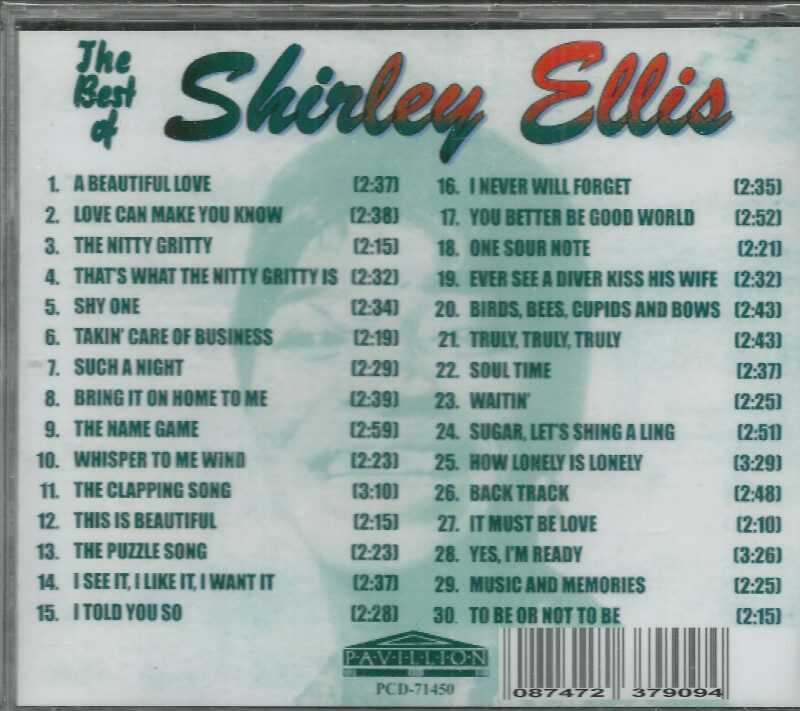 The
Best
of
Shirley Ellis
1. A BEAUTIFUL LOVE (2:37)
2. LOVE CAN MAKE YOU KNOW (2:38)
3. THE NITTY GRITTY (2:15)
4. THAT'S WHAT THE NITTY GRITTY IS (2:32)
5. SHY ONE (2:34)
6. TAKIN' CARE OF BUSINESS (2:19)
7. SUCH A NIGHT (2:29)
8. BRING IT ON HOME TO ME (2:39)
9. THE NAME GAME (2:59)
10. WHISPER TO ME WIND (2:23)
11. THE CLAPPING SONG (3:10)
12. THIS IS BEAUTIFUL (2:15)
13. THE PUZZLE SONG (2:23)
14. I SEE IT, I LIKE IT, I WANT IT (2:37)
15. I TOLD YOU SO (2:28)
16. I NEVER WILL FORGET (2:35)
17. YOU BETTER BE GOOD WORLD (2:52)
18. ONE SOUR NOTE (2:21)
19. EVER SEE A DIVER KISS HIS WIFE (2:32)
20. BIRDS, BEES, CUPIDS AND BOWS (2:43)
21. TRULY, TRULY, TRULY (2:43)
22. SOUL TIME (2:37)
23. WAITIN' (2:25)
24. SUGAR, LET'S SHING A LING (2:51)
25. HOW LONELY IS LONELY (3:29)
26. BACK TRACK (2:48)
27. IT MUST BE LOVE (2:10)
28. YES, I'M READY (3:26)
29. MUSIC AND MEMORIES (2:25)
30. TO BE OR NOT TO BE (2:15)
PAVILLION
PCD-71450
087472 379094